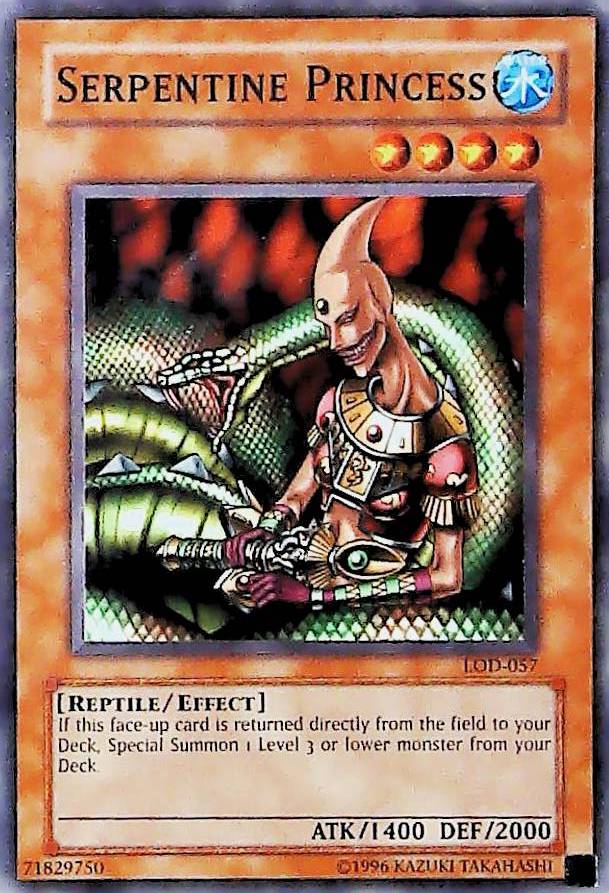 SERPENTINE PRINCESS
WATER
水
LOD-057
[REPTILE/EFFECT]
If this face-up card is returned directly from the field to your
Deck, Special Summon 1 Level 3 or lower monster from your
Deck.
ATK/1400 DEF/2000
71829750
©1996 KAZUKI TAKAHASHI